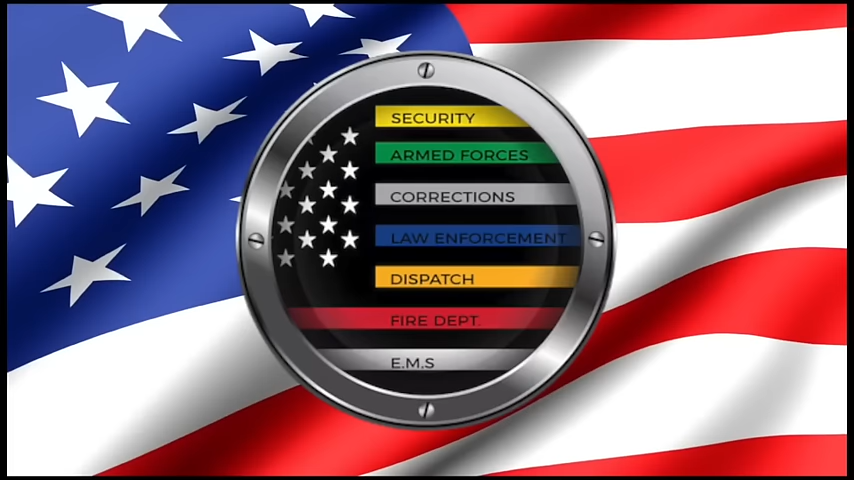 SECURITY
ARMED FORCES
CORRECTIONS
LAW ENFORCEMENT
DISPATCH
FIRE DEPT.
E.M.S